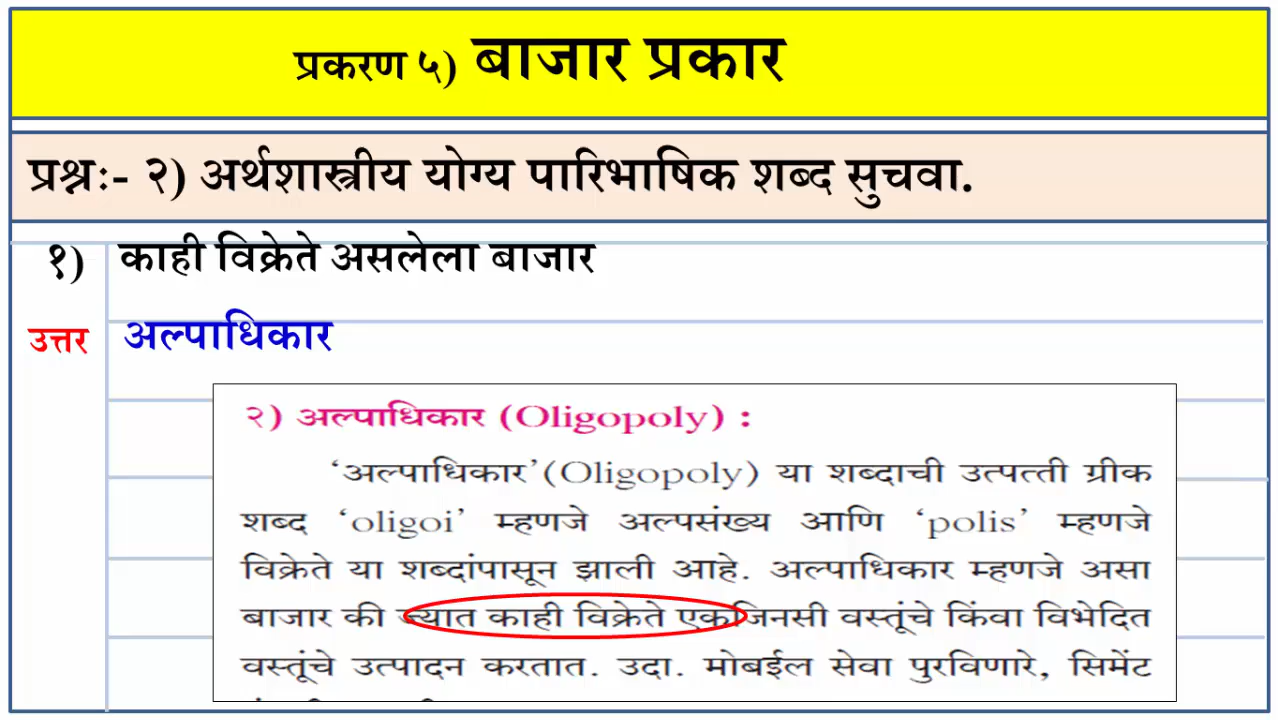 प्रकरण ५) बाजार प्रकार
प्रश्नः- २) अर्थशास्त्रीय योग्य पारिभाषिक शब्द सुचवा.
१) काही विक्रेते असलेला बाजार
उत्तर अल्पाधिकार
२) अल्पाधिकार (Oligopoly) :
‘अल्पाधिकार’(Oligopoly) या शब्दाची उत्पत्ती ग्रीक
शब्द ‘oligoi’ म्हणजे अल्पसंख्य आणि ‘polis’ म्हणजे
विक्रेते या शब्दांपासून झाली आहे. अल्पाधिकार म्हणजे असा
बाजार की ज्यात काही विक्रेते एकजिनसी वस्तूंचे किंवा विभेदित
वस्तूंचे उत्पादन करतात. उदा. मोबईल सेवा पुरविणारे, सिमेंट